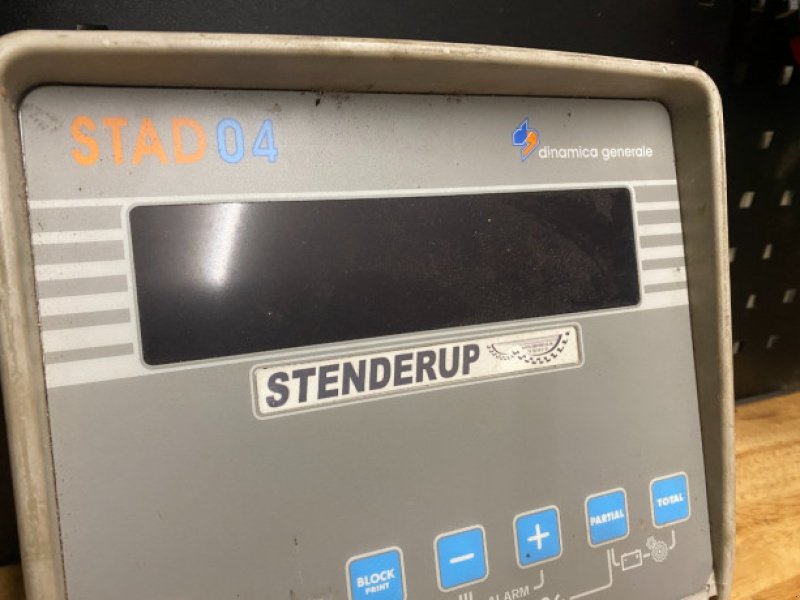 STAD 04
dinamica generale
STENDERUP
BLOCK
PRINT
−
+
PARTIAL
TOTAL
ALARM